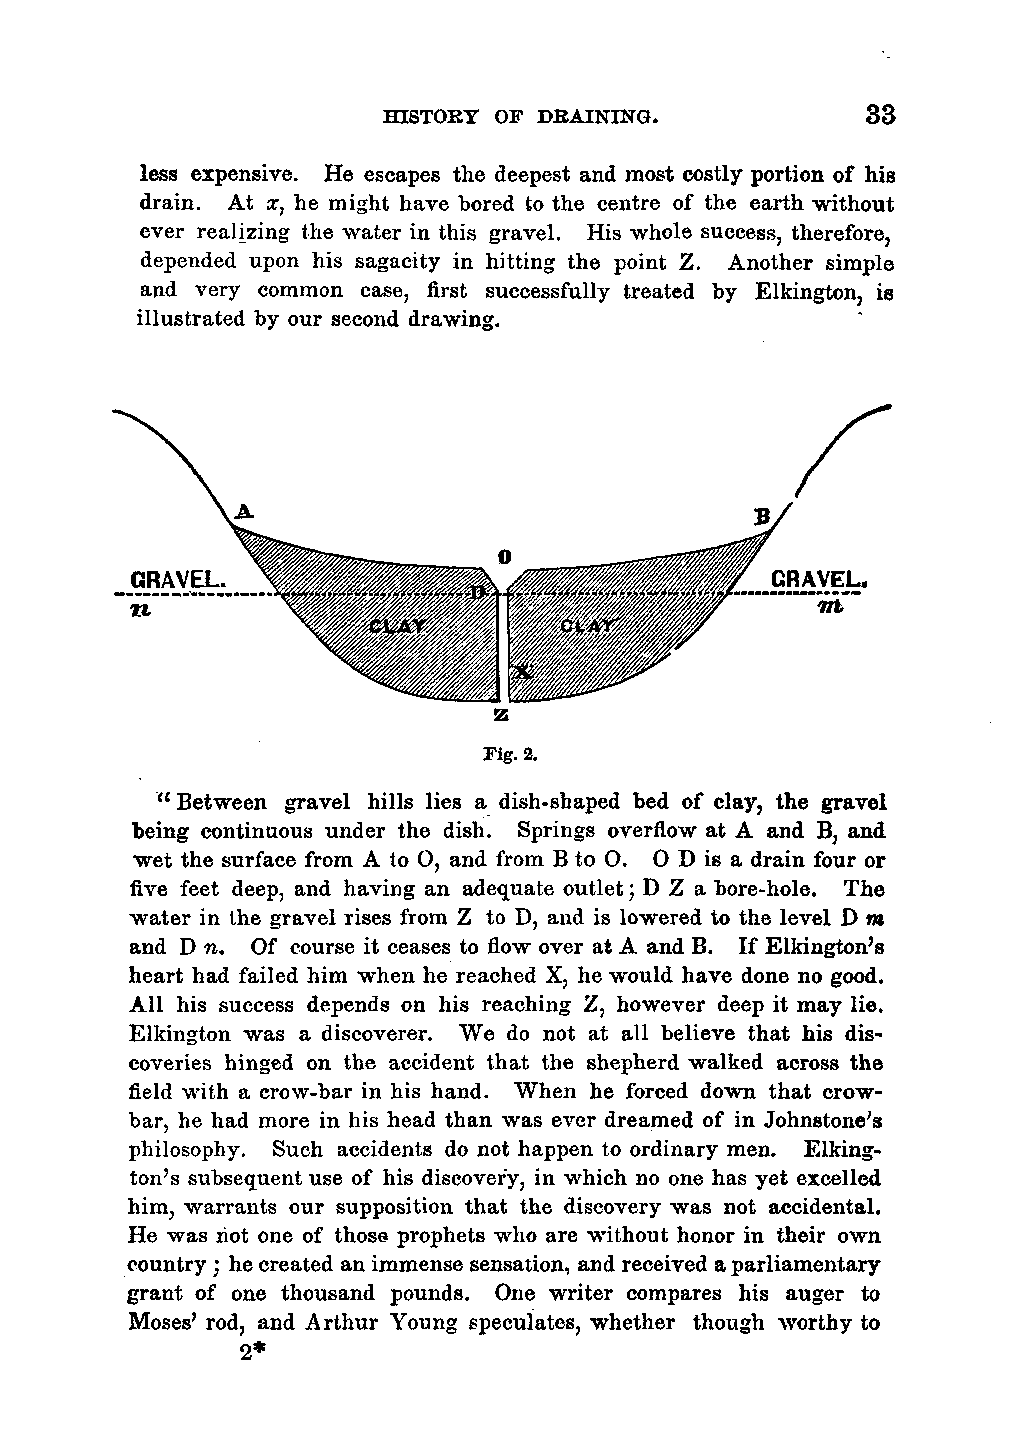 HISTORY OF DRAINING. 33
less expensive. He escapes the deepest and most costly portion of his
drain. At x, he might have bored to the centre of the earth without
ever realizing the water in this gravel. His whole success, therefore,
depended upon his sagacity in hitting the point Z. Another simple
and very common case, first successfully treated by Elkington, is
illustrated by our second drawing.
A B
O
GRAVEL. D GRAVEL.
n m
CLAY CLAY
X
Z
Fig. 2.
“Between gravel hills lies a dish-shaped bed of clay, the gravel
being continuous under the dish. Springs overflow at A and B, and
wet the surface from A to O, and from B to O. O D is a drain four or
five feet deep, and having an adequate outlet; D Z a bore-hole. The
water in the gravel rises from Z to D, and is lowered to the level D m
and D n. Of course it ceases to flow over at A and B. If Elkington's
heart had failed him when he reached X, he would have done no good.
All his success depends on his reaching Z, however deep it may lie.
Elkington was a discoverer. We do not at all believe that his dis-
coveries hinged on the accident that the shepherd walked across the
field with a crow-bar in his hand. When he forced down that crow-
bar, he had more in his head than was ever dreamed of in Johnstone's
philosophy. Such accidents do not happen to ordinary men. Elking-
ton's subsequent use of his discovery, in which no one has yet excelled
him, warrants our supposition that the discovery was not accidental.
He was not one of those prophets who are without honor in their own
country; he created an immense sensation, and received a parliamentary
grant of one thousand pounds. One writer compares his auger to
Moses' rod, and Arthur Young speculates, whether though worthy to
2*